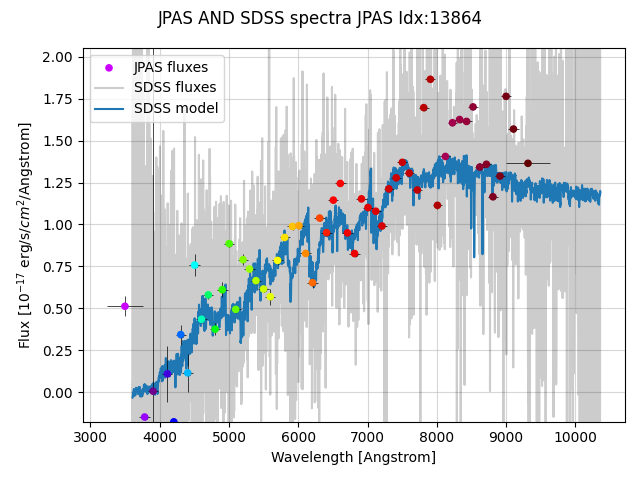 JPAS AND SDSS spectra JPAS Idx:13864
JPAS fluxes
SDSS fluxes
SDSS model
2.00
1.75
1.50
1.25
1.00
0.75
0.50
0.25
0.00
Flux [10⁻¹⁷ erg/s/cm²/Angstrom]
3000 4000 5000 6000 7000 8000 9000 10000
Wavelength [Angstrom]